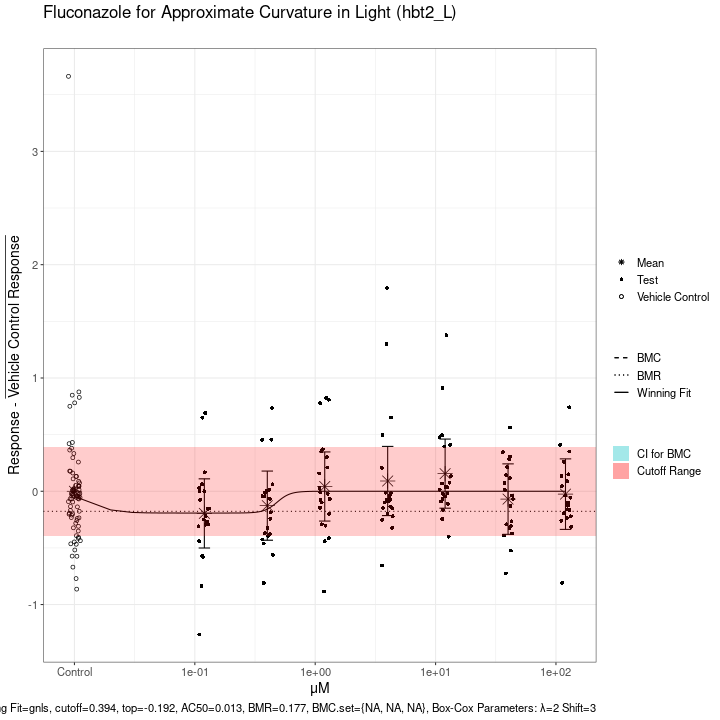 Fluconazole for Approximate Curvature in Light (hbt2_L)
Response - Vehicle Control Response
3
2
1
0
-1
Control
1e-01
1e+00
1e+01
1e+02
µM
Mean
Test
Vehicle Control
BMC
BMR
Winning Fit
CI for BMC
Cutoff Range
g Fit=gnls, cutoff=0.394, top=-0.192, AC50=0.013, BMR=0.177, BMC.set={NA, NA, NA}, Box-Cox Parameters: λ=2 Shift=3